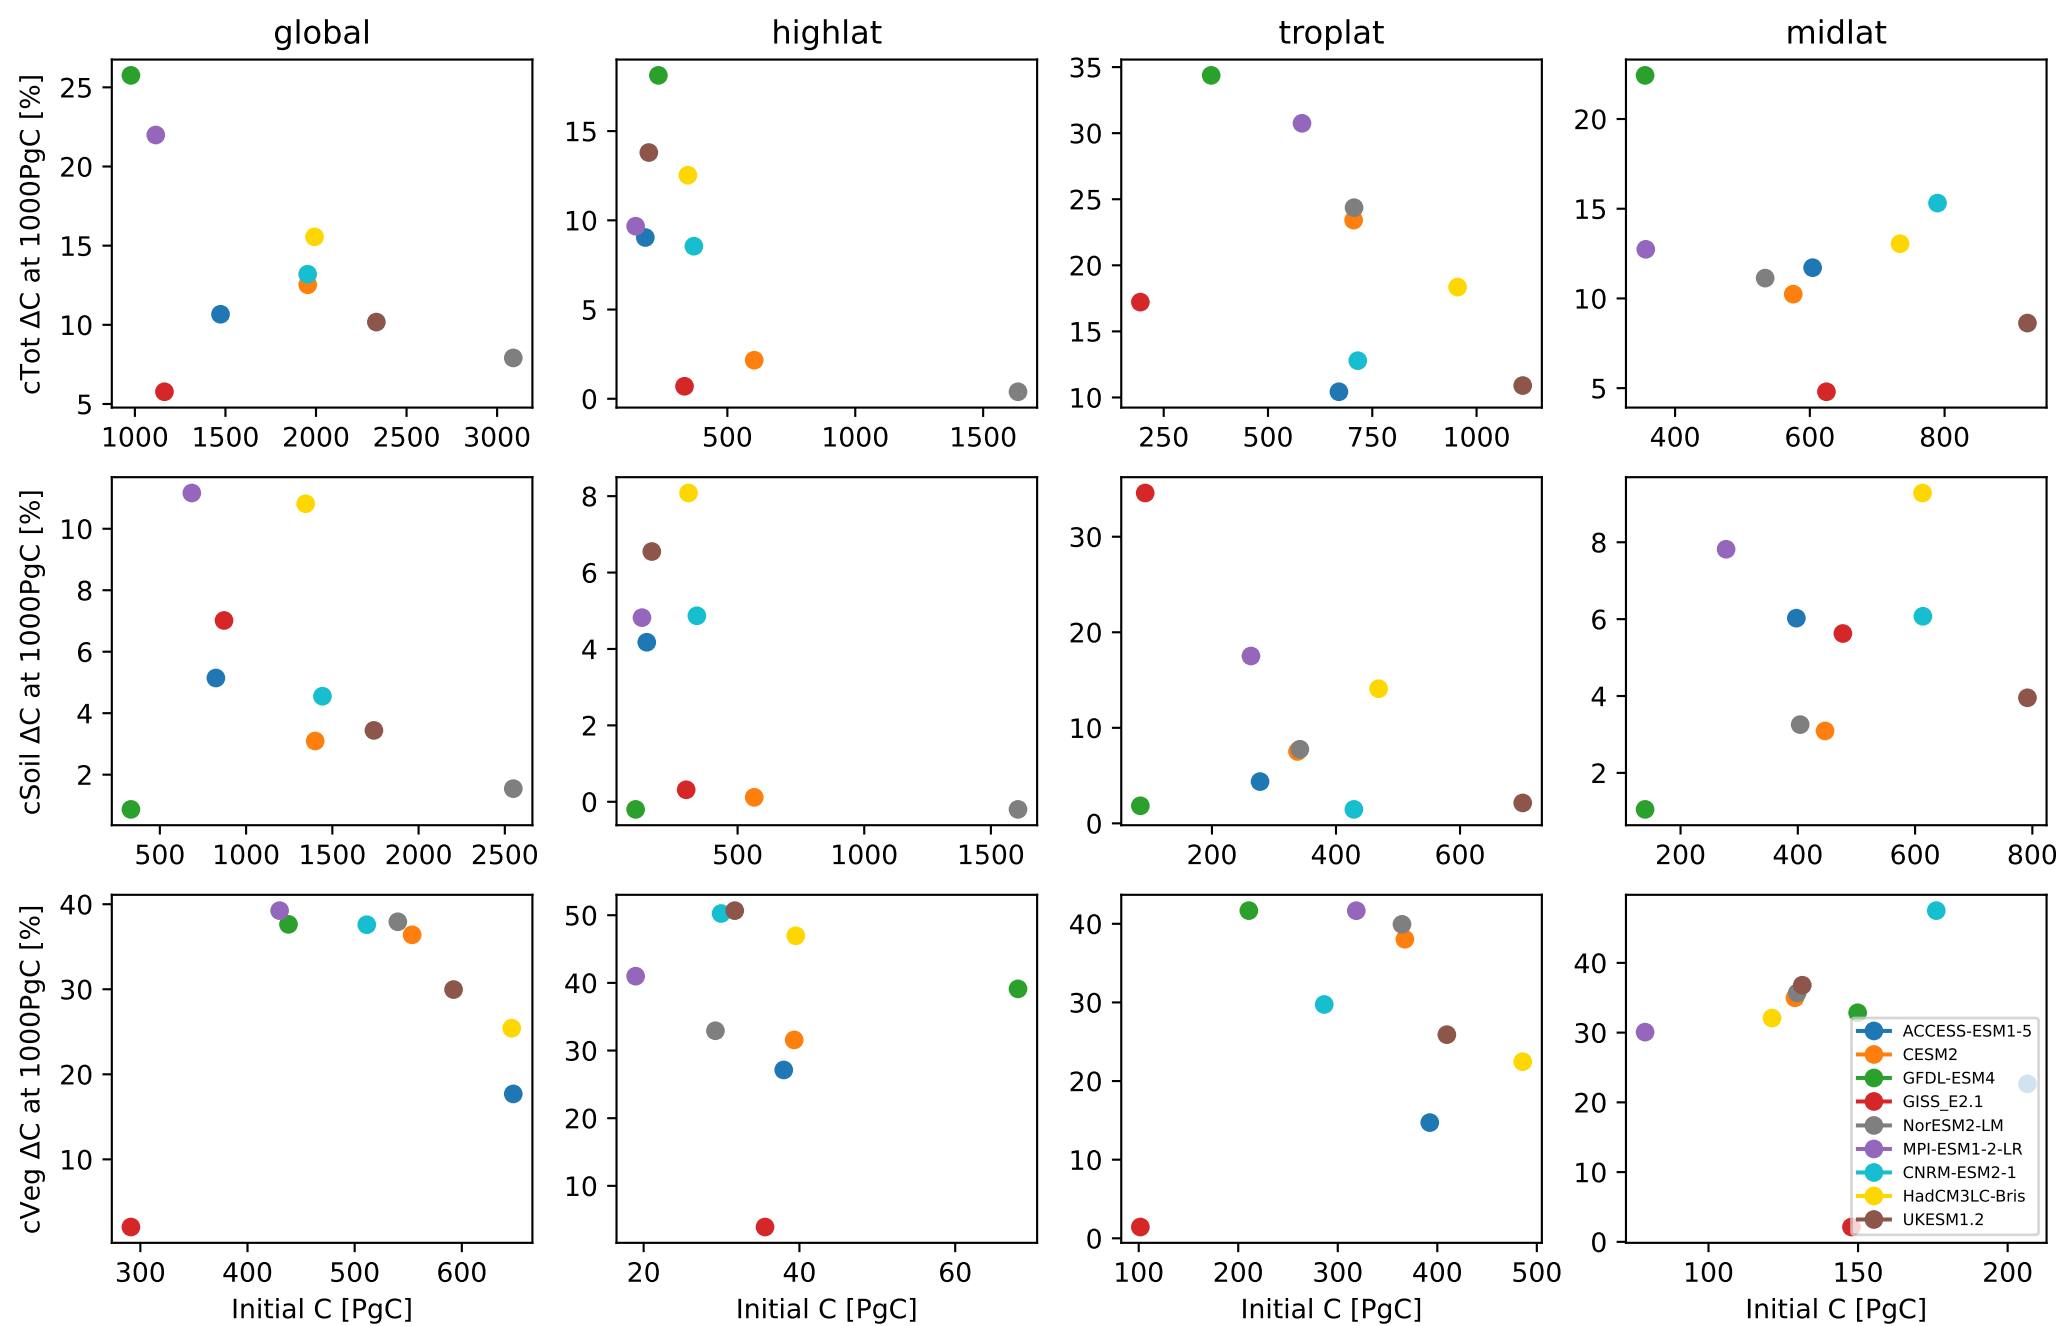 global
highlat
troplat
midlat
cTot ΔC at 1000PgC [%]
25
20
15
10
5
1000 1500 2000 2500 3000
15
10
5
0
500 1000 1500
35
30
25
20
15
10
250 500 750 1000
20
15
10
5
400 600 800
cSoil ΔC at 1000PgC [%]
10
8
6
4
2
500 1000 1500 2000 2500
8
6
4
2
0
500 1000 1500
30
20
10
0
200 400 600
8
6
4
2
200 400 600 800
cVeg ΔC at 1000PgC [%]
40
30
20
10
300 400 500 600
Initial C [PgC]
50
40
30
20
10
20 40 60
Initial C [PgC]
40
30
20
10
0
100 200 300 400 500
Initial C [PgC]
40
30
20
10
0
100 150 200
Initial C [PgC]
ACCESS-ESM1-5
CESM2
GFDL-ESM4
GISS_E2.1
NorESM2-LM
MPI-ESM1-2-LR
CNRM-ESM2-1
HadCM3LC-Bris
UKESM1.2